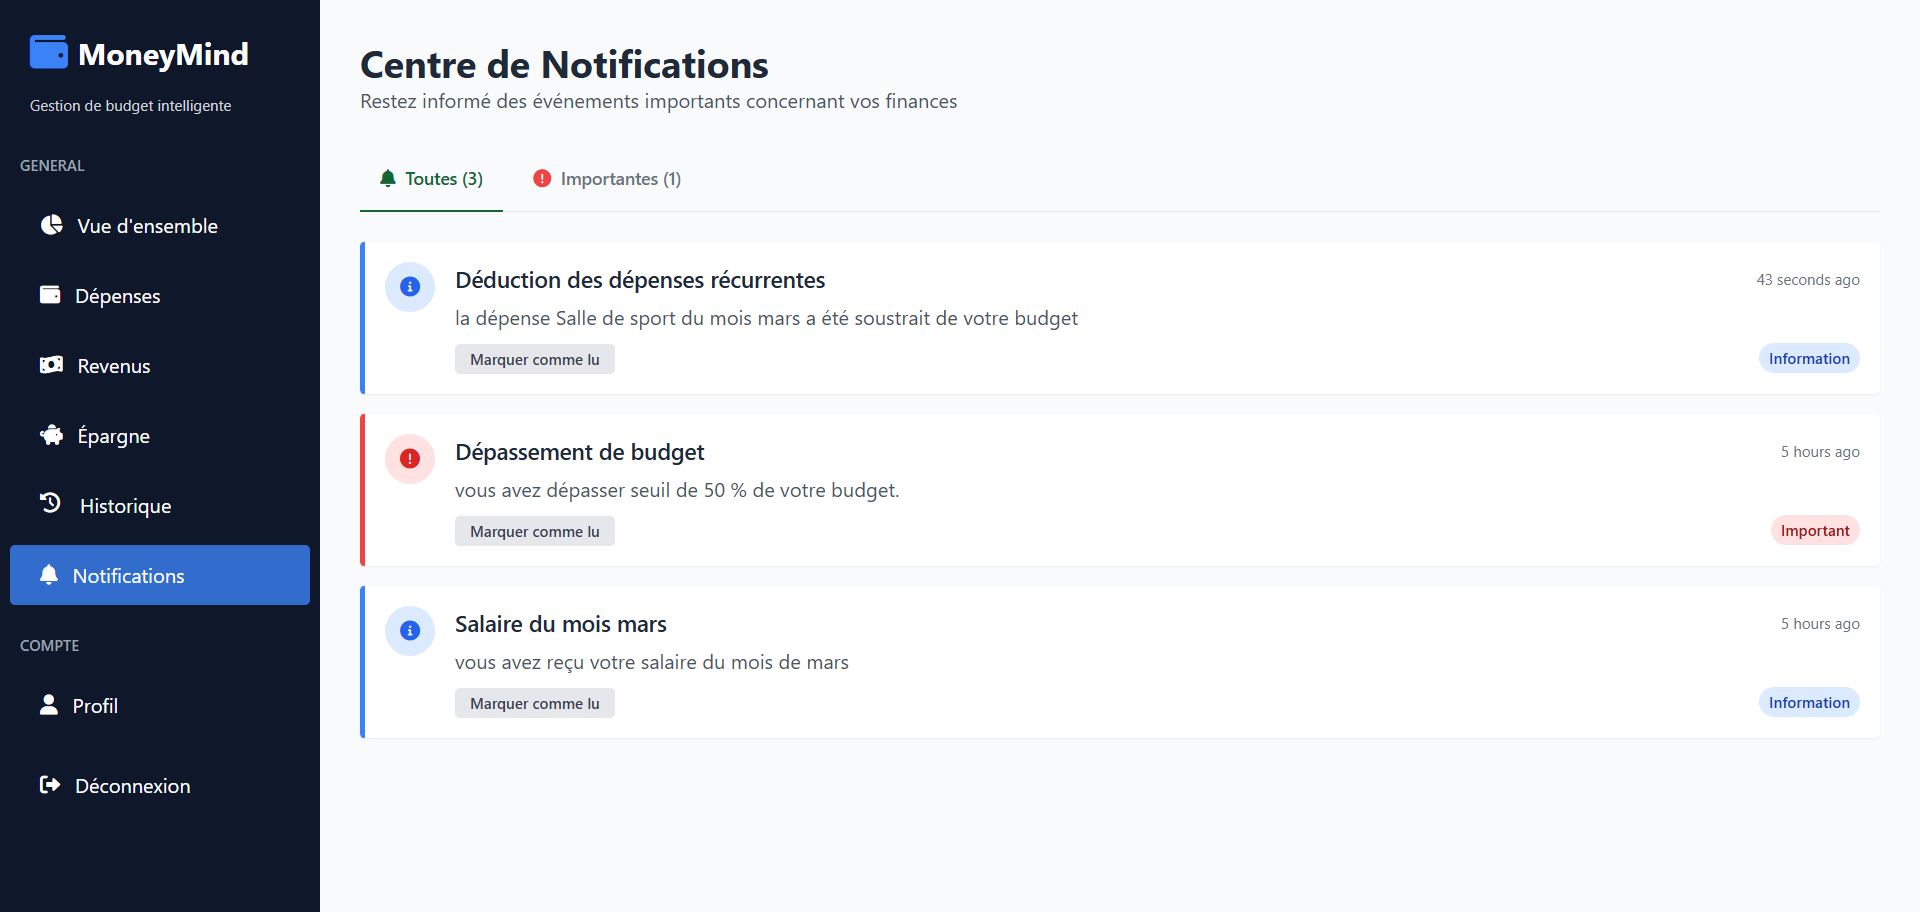 MoneyMind
Gestion de budget intelligente
GENERAL
Vue d'ensemble
Dépenses
Revenus
Épargne
Historique
Notifications
COMPTE
Profil
Déconnexion
Centre de Notifications
Restez informé des événements importants concernant vos finances
Toutes (3)
Importantes (1)
Déduction des dépenses récurrentes
43 seconds ago
la dépense Salle de sport du mois mars a été soustrait de votre budget
Marquer comme lu
Information
Dépassement de budget
5 hours ago
vous avez dépasser seuil de 50 % de votre budget.
Marquer comme lu
Important
Salaire du mois mars
5 hours ago
vous avez reçu votre salaire du mois de mars
Marquer comme lu
Information